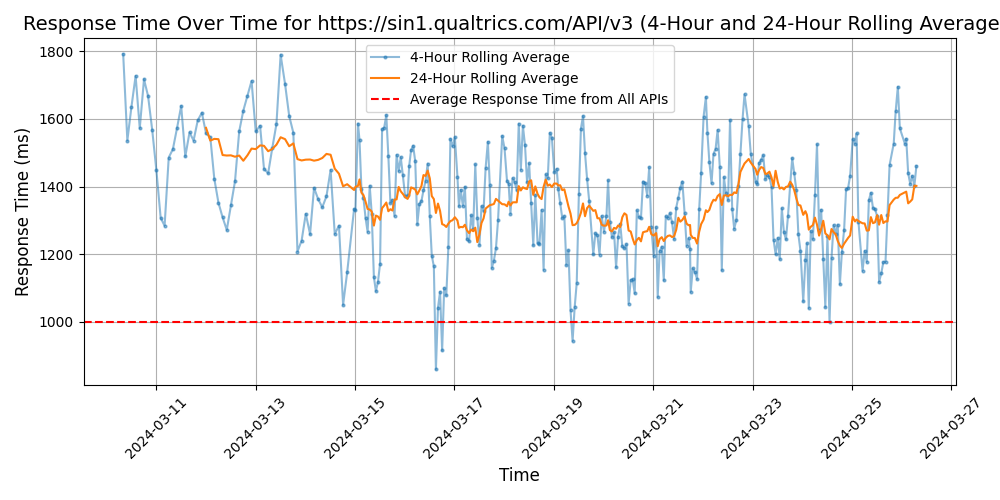 Response Time Over Time for https://sin1.qualtrics.com/API/v3 (4-Hour and 24-Hour Rolling Average
4-Hour Rolling Average
24-Hour Rolling Average
Average Response Time from All APIs
Response Time (ms)
1800
1600
1400
1200
1000
2024-03-11
2024-03-13
2024-03-15
2024-03-17
2024-03-19
2024-03-21
2024-03-23
2024-03-25
2024-03-27
Time